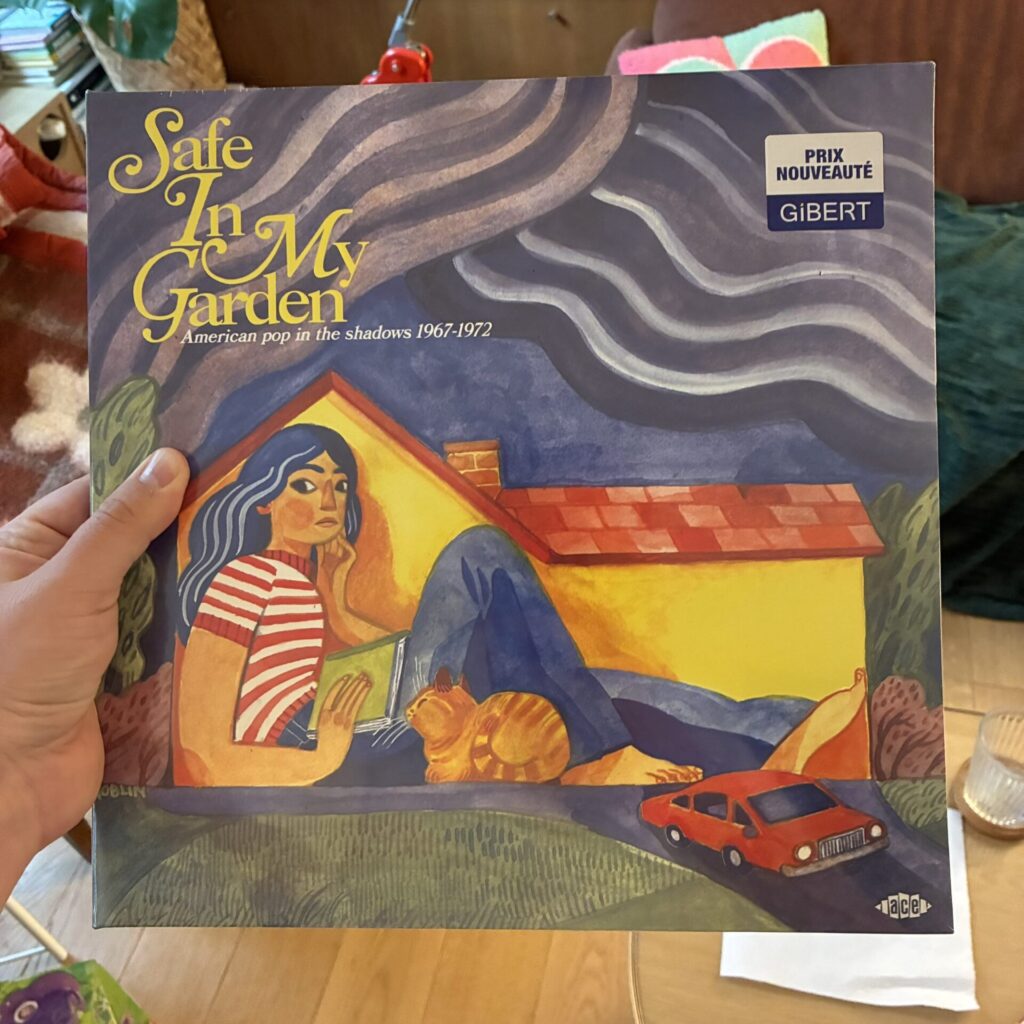 Safe
In
My
Garden
American pop in the shadows 1967-1972
PRIX
NOUVEAUTÉ
GiBERT
ace